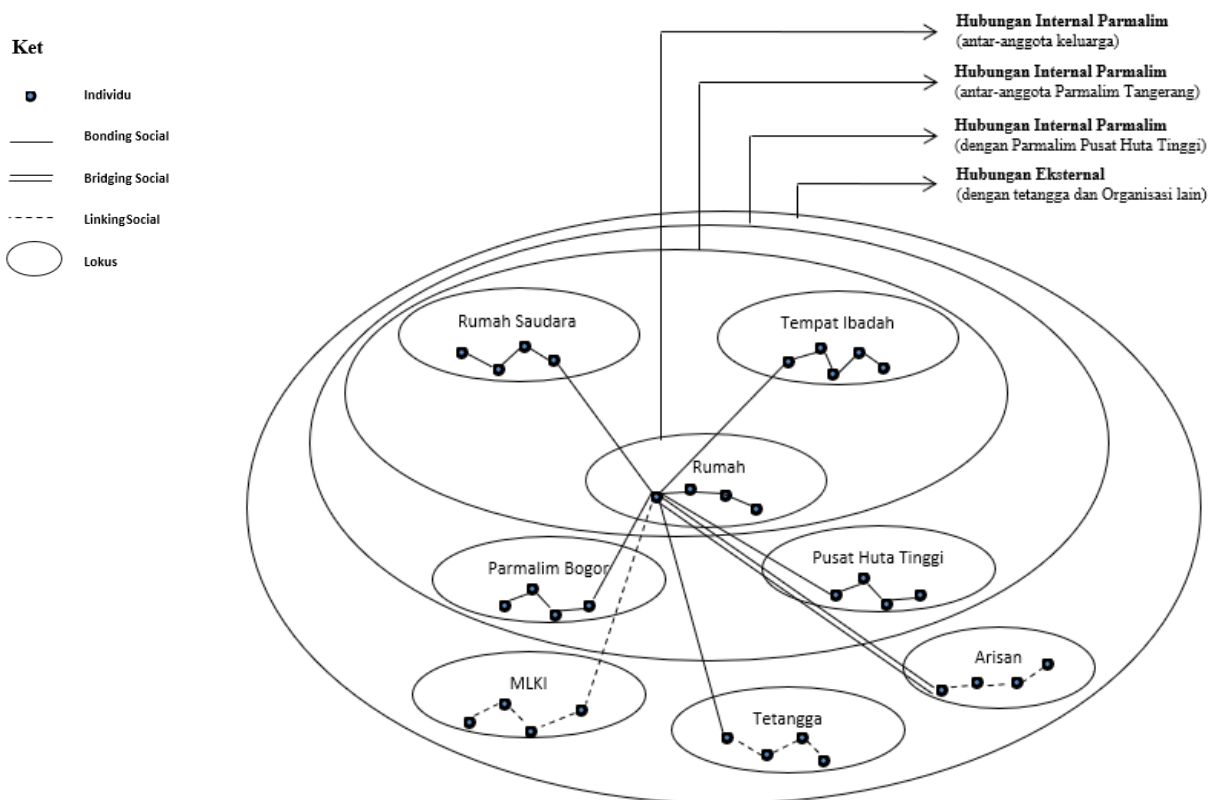 Hubungan Internal Parmalim
(antar-anggota keluarga)
Hubungan Internal Parmalim
(antar-anggota Parmalim Tangerang)
Hubungan Internal Parmalim
(dengan Parmalim Pusat Huta Tinggi)
Hubungan Eksternal
(dengan tetangga dan Organisasi lain)
Ket
Individu
Bonding Social
Bridging Social
LinkingSocial
Lokus
Rumah Saudara
Tempat Ibadah
Rumah
Parmalim Bogor
Pusat Huta Tinggi
MLKI
Tetangga
Arisan